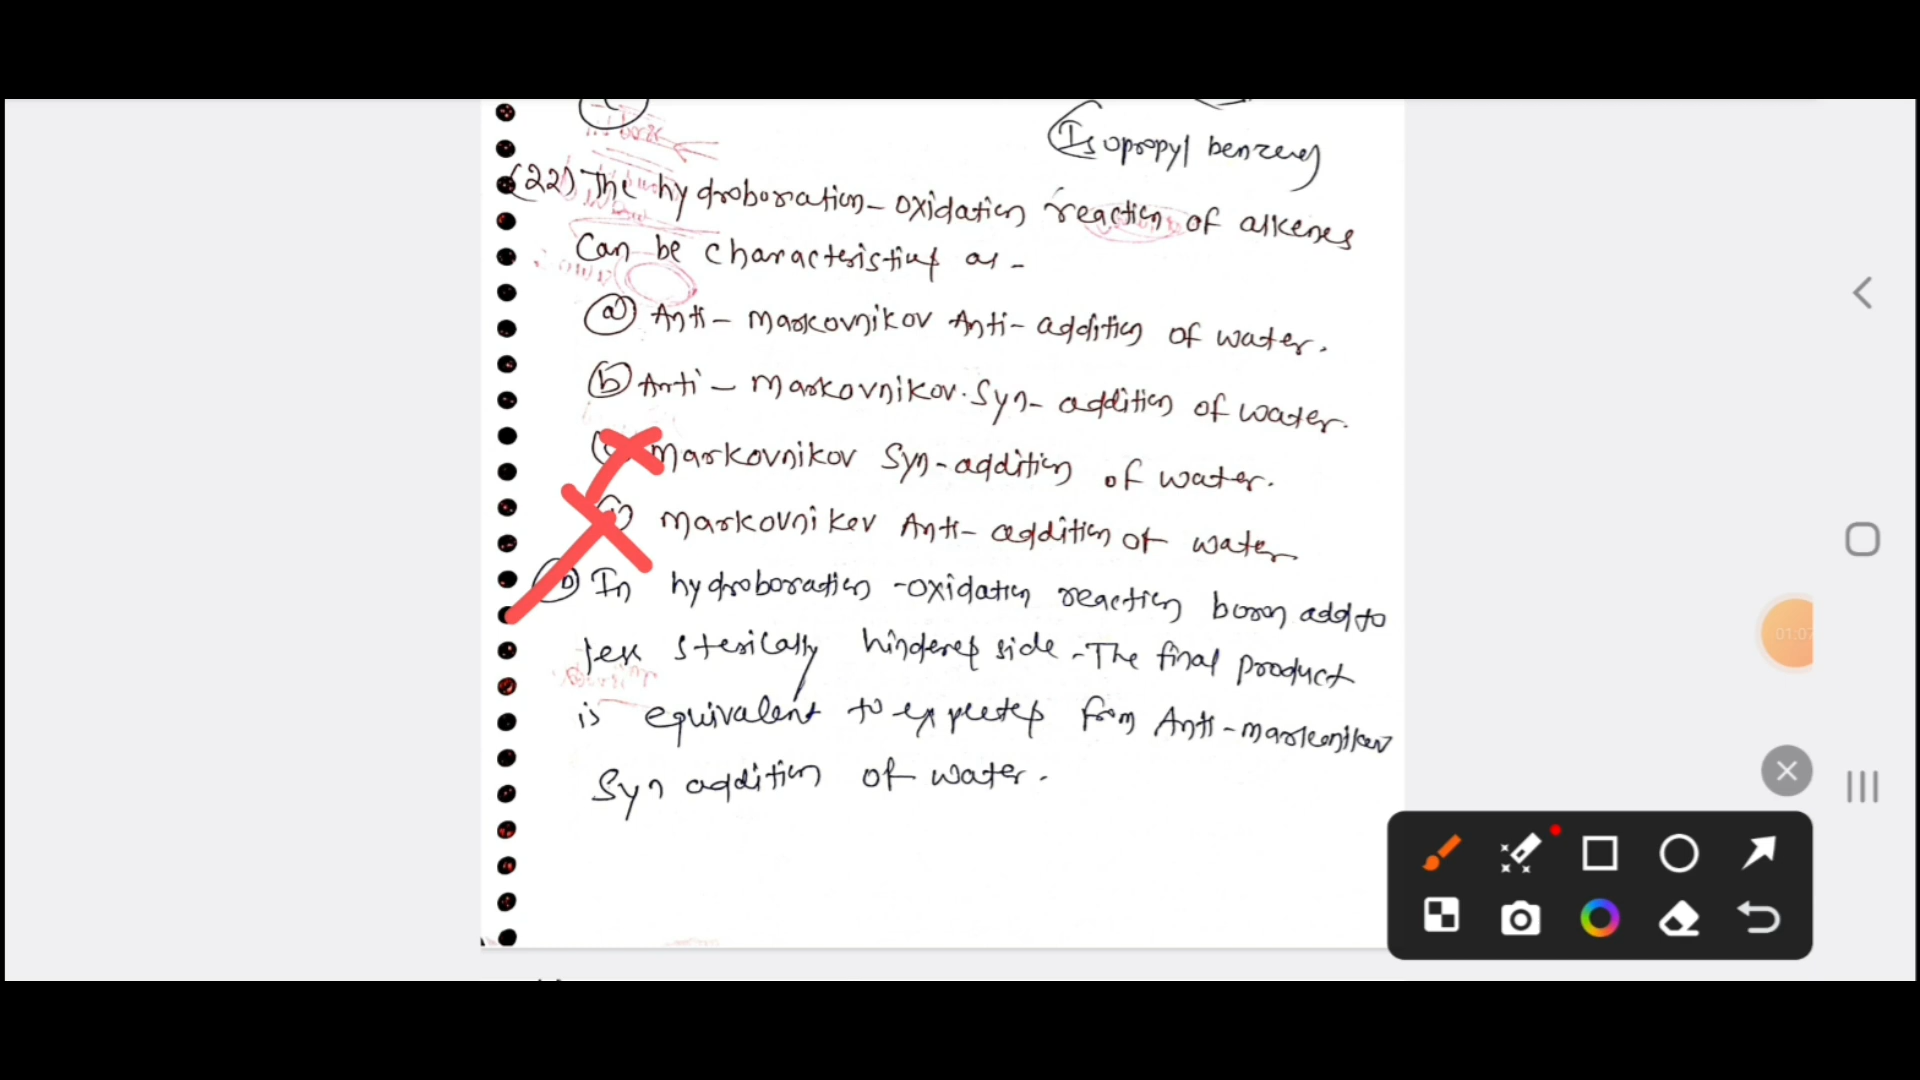 Isopropyl benzene
(22) The hydroboration-oxidation reaction of alkenes
Can be characteristied as -
(a) Anti-markovnikov Anti-addition of water.
(b) Anti-markovnikov Syn-addition of water.
markovnikov Syn-addition of water.
markovnikov Anti-addition of water
(b) In hydroboration-oxidation reaction boron add to
less sterically hindered side - The final product
is equivalent to expected from Anti-markovnikov
Syn addition of water.
01:07